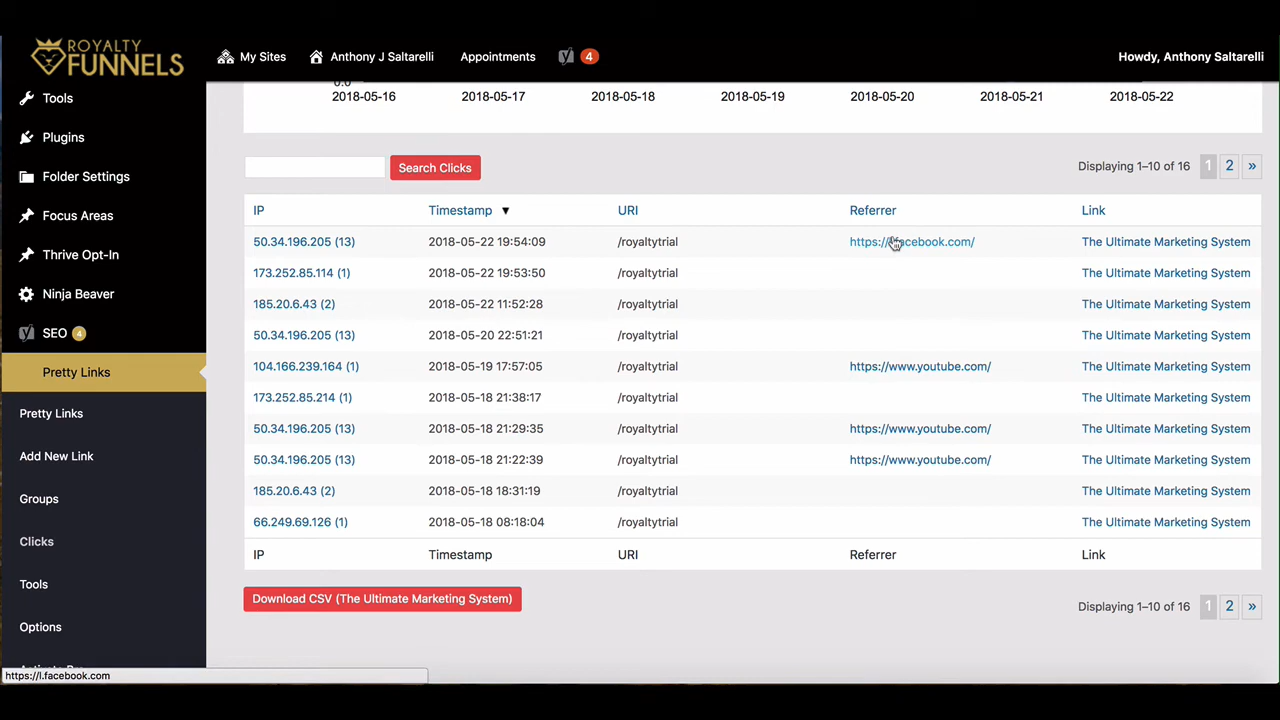 ROYALTY
FUNNELS
My Sites
Anthony J Saltarelli
Appointments
4
Howdy, Anthony Saltarelli
Tools
Plugins
Folder Settings
Focus Areas
Thrive Opt-In
Ninja Beaver
SEO 4
Pretty Links
Pretty Links
Add New Link
Groups
Clicks
Tools
Options
https://l.facebook.com
0.0
2018-05-16 2018-05-17 2018-05-18 2018-05-19 2018-05-20 2018-05-21 2018-05-22
Search Clicks
Displaying 1–10 of 16 1 2 »
IP Timestamp ▼ URI Referrer Link
50.34.196.205 (13) 2018-05-22 19:54:09 /royaltytrial https://l.facebook.com/ The Ultimate Marketing System
173.252.85.114 (1) 2018-05-22 19:53:50 /royaltytrial The Ultimate Marketing System
185.20.6.43 (2) 2018-05-22 11:52:28 /royaltytrial The Ultimate Marketing System
50.34.196.205 (13) 2018-05-20 22:51:21 /royaltytrial The Ultimate Marketing System
104.166.239.164 (1) 2018-05-19 17:57:05 /royaltytrial https://www.youtube.com/ The Ultimate Marketing System
173.252.85.214 (1) 2018-05-18 21:38:17 /royaltytrial The Ultimate Marketing System
50.34.196.205 (13) 2018-05-18 21:29:35 /royaltytrial https://www.youtube.com/ The Ultimate Marketing System
50.34.196.205 (13) 2018-05-18 21:22:39 /royaltytrial https://www.youtube.com/ The Ultimate Marketing System
185.20.6.43 (2) 2018-05-18 18:31:19 /royaltytrial The Ultimate Marketing System
66.249.69.126 (1) 2018-05-18 08:18:04 /royaltytrial The Ultimate Marketing System
IP Timestamp URI Referrer Link
Download CSV (The Ultimate Marketing System)
Displaying 1–10 of 16 1 2 »